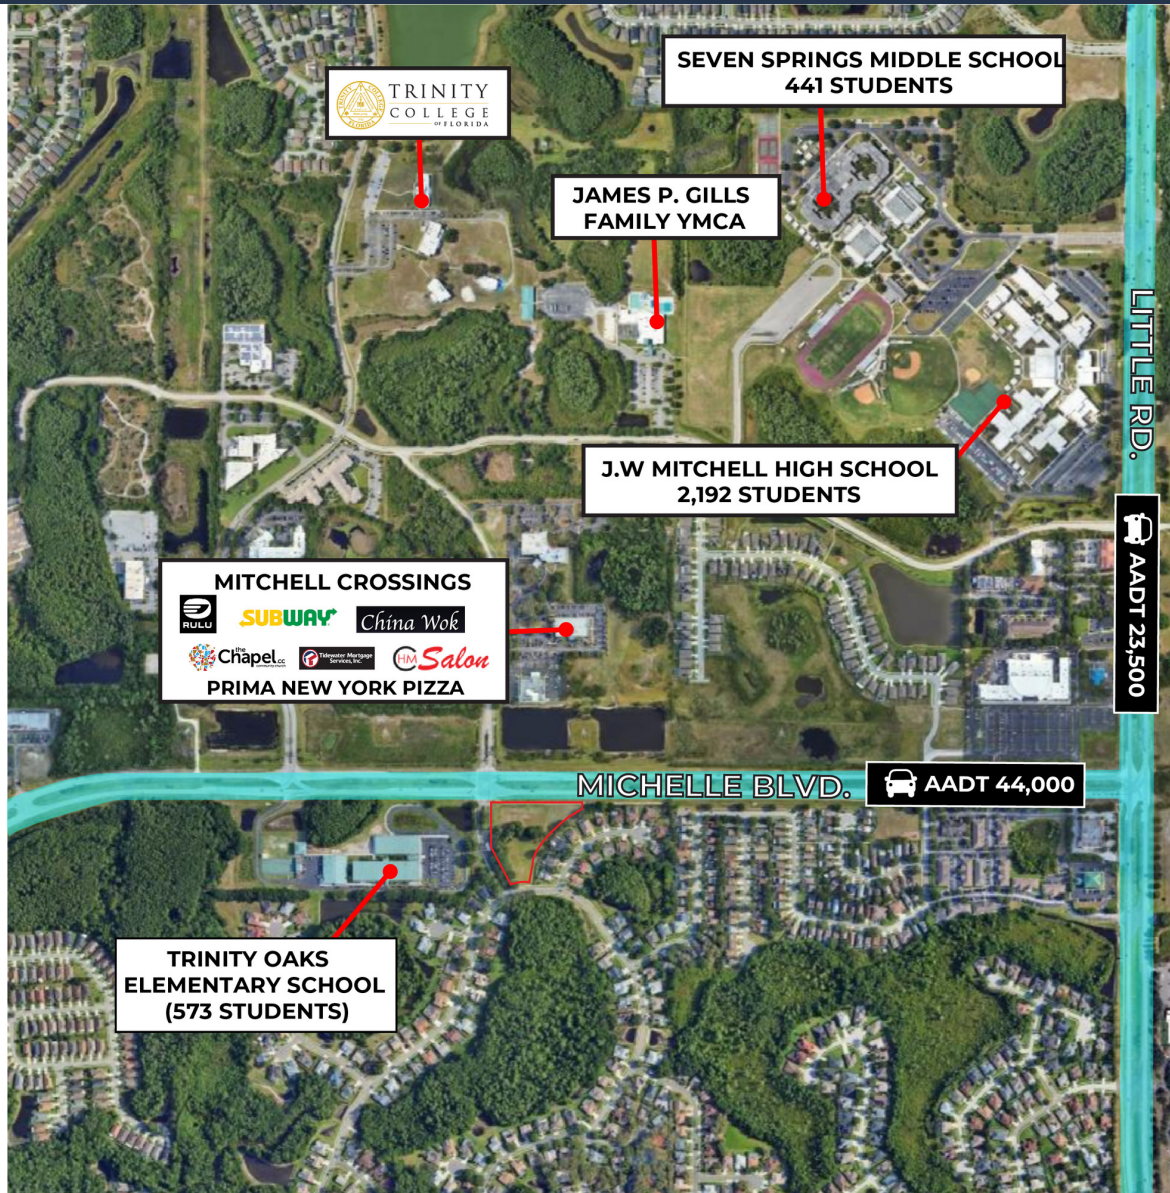 SEVEN SPRINGS MIDDLE SCHOOL
441 STUDENTS
TRINITY
COLLEGE
OF FLORIDA
JAMES P. GILLS
FAMILY YMCA
LITTLE RD.
J.W MITCHELL HIGH SCHOOL
2,192 STUDENTS
AADT 23,500
MITCHELL CROSSINGS
RULU
SUBWAY
China Wok
the Chapel.cc
Tidewater Mortgage
Services, Inc.
CHM Salon
PRIMA NEW YORK PIZZA
MICHELLE BLVD.
AADT 44,000
TRINITY OAKS
ELEMENTARY SCHOOL
(573 STUDENTS)